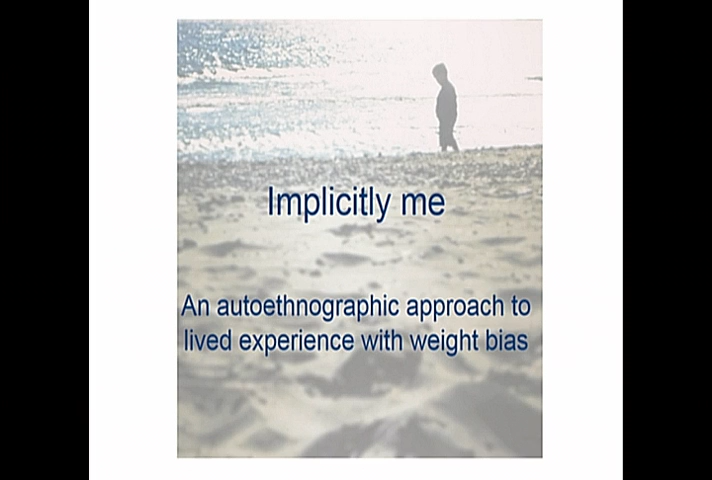 Implicitly me
An autoethnographic approach to
lived experience with weight bias